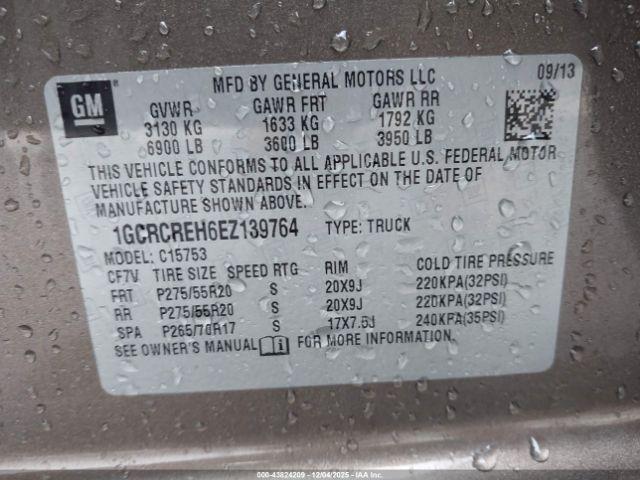 GM
MFD BY GENERAL MOTORS LLC 09/13
GVWR GAWR FRT GAWR RR
3130 KG 1633 KG 1792 KG
6900 LB 3600 LB 3950 LB
THIS VEHICLE CONFORMS TO ALL APPLICABLE U.S. FEDERAL MOTOR
VEHICLE SAFETY STANDARDS IN EFFECT ON THE DATE OF
MANUFACTURE SHOWN ABOVE.
1GCRCREH6EZ139764 TYPE: TRUCK
MODEL: C15753
CF7V TIRE SIZE SPEED RTG RIM COLD TIRE PRESSURE
FRT P275/55R20 S 20X9J 220KPA(32PSI)
RR P275/55R20 S 20X9J 220KPA(32PSI)
SPA P265/70R17 S 17X7.5J 240KPA(35PSI)
SEE OWNER'S MANUAL FOR MORE INFORMATION.
000-43824209 - 12/04/2025 - IAAI.COM